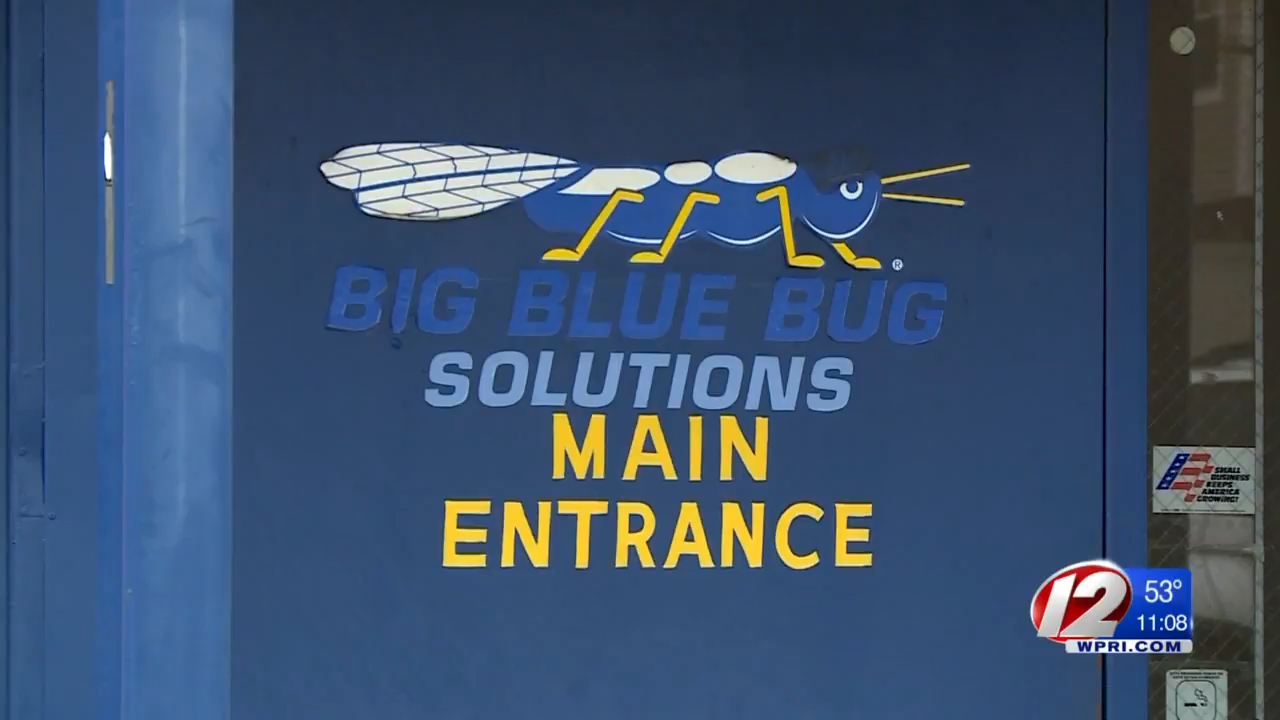 ®
BIG BLUE BUG
SOLUTIONS
MAIN
ENTRANCE
SMALL
BUSINESS
KEEPS
AMERICA
GROWING!
12
53°
11:08
WPRI.COM